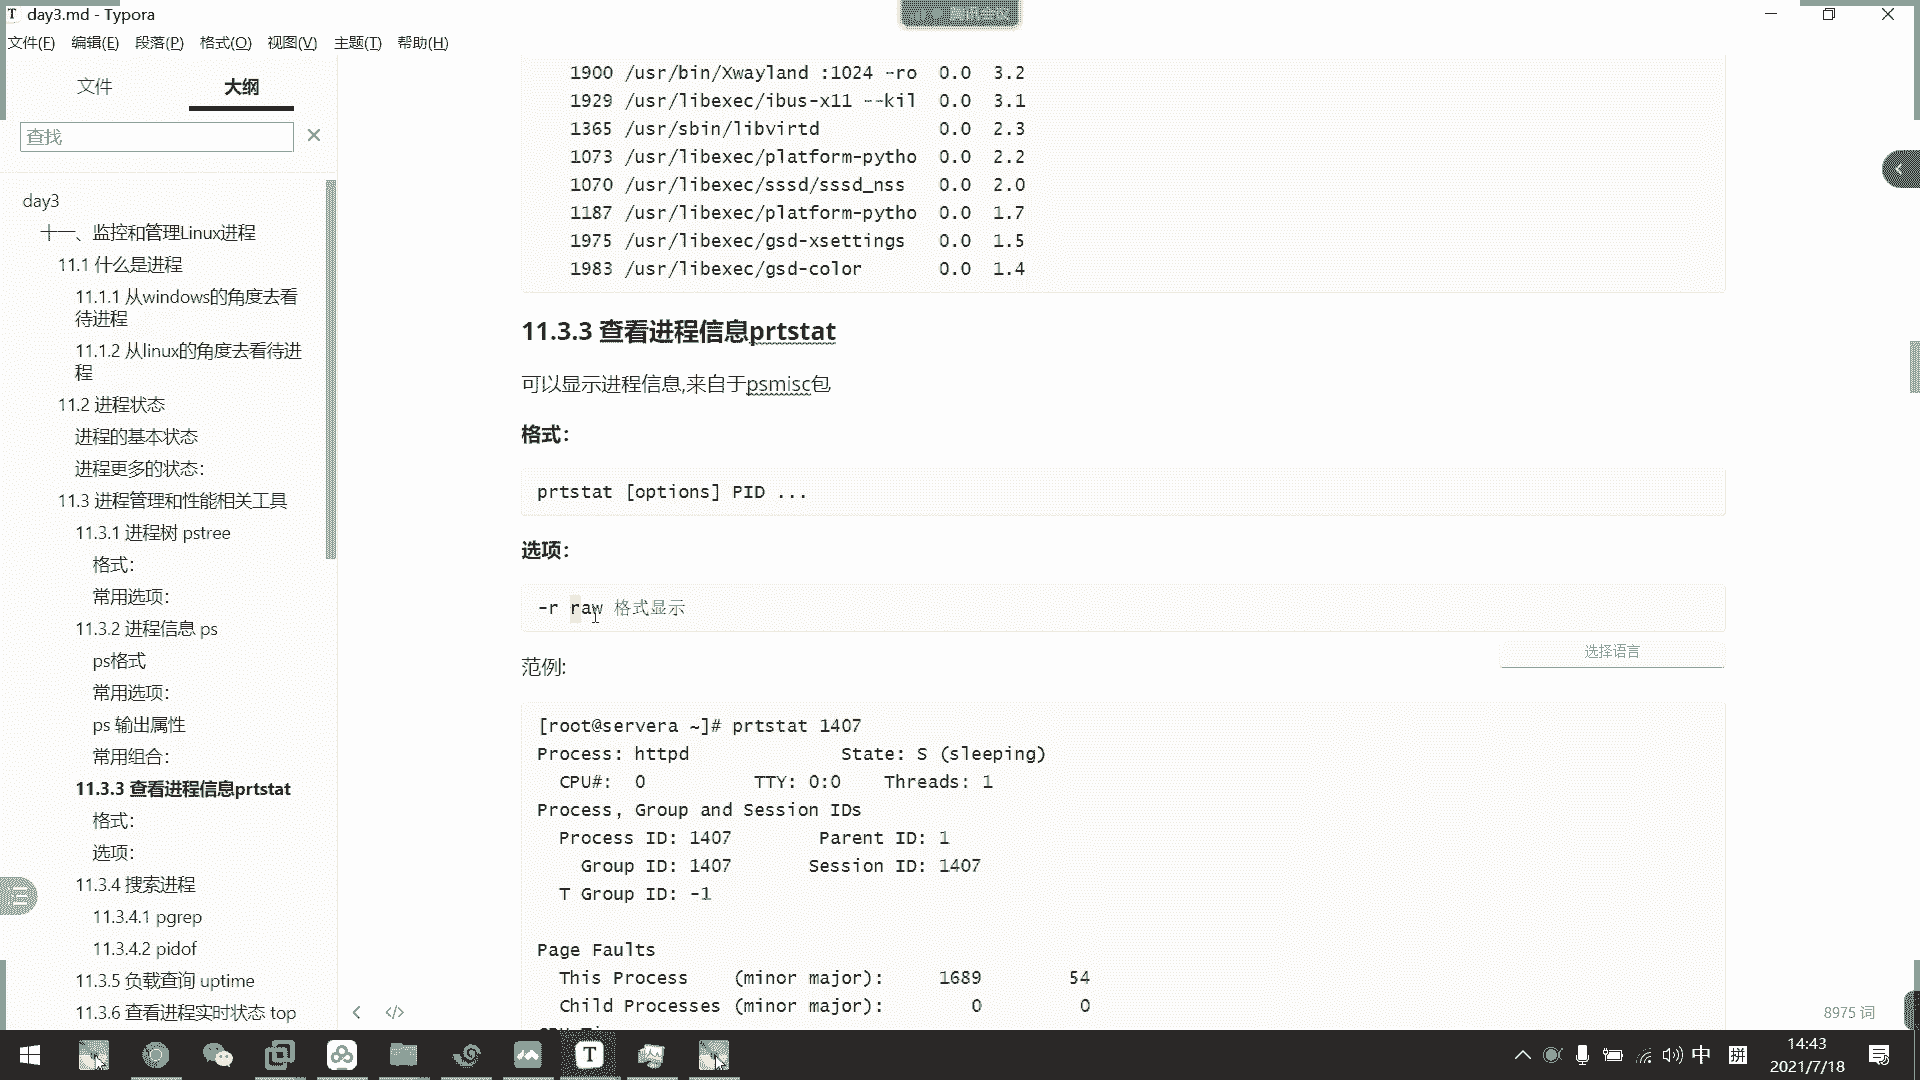 day3.md - Typora
文件(F) 编辑(E) 段落(P) 格式(O) 视图(V) 主题(T) 帮助(H)
文件 大纲
查找
day3
十一、监控和管理Linux进程
11.1 什么是进程
11.1.1 从windows的角度去看
待进程
11.1.2 从linux的角度去看待进
程
11.2 进程状态
进程的基本状态
进程更多的状态：
11.3 进程管理和性能相关工具
11.3.1 进程树 pstree
格式：
常用选项：
11.3.2 进程信息 ps
ps格式
常用选项：
ps 输出属性
常用组合：
11.3.3 查看进程信息prtstat
格式：
选项：
11.3.4 搜索进程
11.3.4.1 pgrep
11.3.4.2 pidof
11.3.5 负载查询 uptime
11.3.6 查看进程实时状态 top
1900 /usr/bin/Xwayland :1024 -ro 0.0 3.2
1929 /usr/libexec/ibus-x11 --kil 0.0 3.1
1365 /usr/sbin/libvirtd 0.0 2.3
1073 /usr/libexec/platform-pytho 0.0 2.2
1070 /usr/libexec/sssd/sssd_nss 0.0 2.0
1187 /usr/libexec/platform-pytho 0.0 1.7
1975 /usr/libexec/gsd-xsettings 0.0 1.5
1983 /usr/libexec/gsd-color 0.0 1.4
11.3.3 查看进程信息prtstat
可以显示进程信息,来自于psmisc包
格式：
prtstat [options] PID ...
选项：
-r raw 格式显示
选择语言
范例:
[root@servera ~]# prtstat 1407
Process: httpd State: S (sleeping)
CPU#: 0 TTY: 0:0 Threads: 1
Process, Group and Session IDs
Process ID: 1407 Parent ID: 1
Group ID: 1407 Session ID: 1407
T Group ID: -1
Page Faults
This Process (minor major): 1689 54
Child Processes (minor major): 0 0
8975 词
中 拼
14:43
2021/7/18